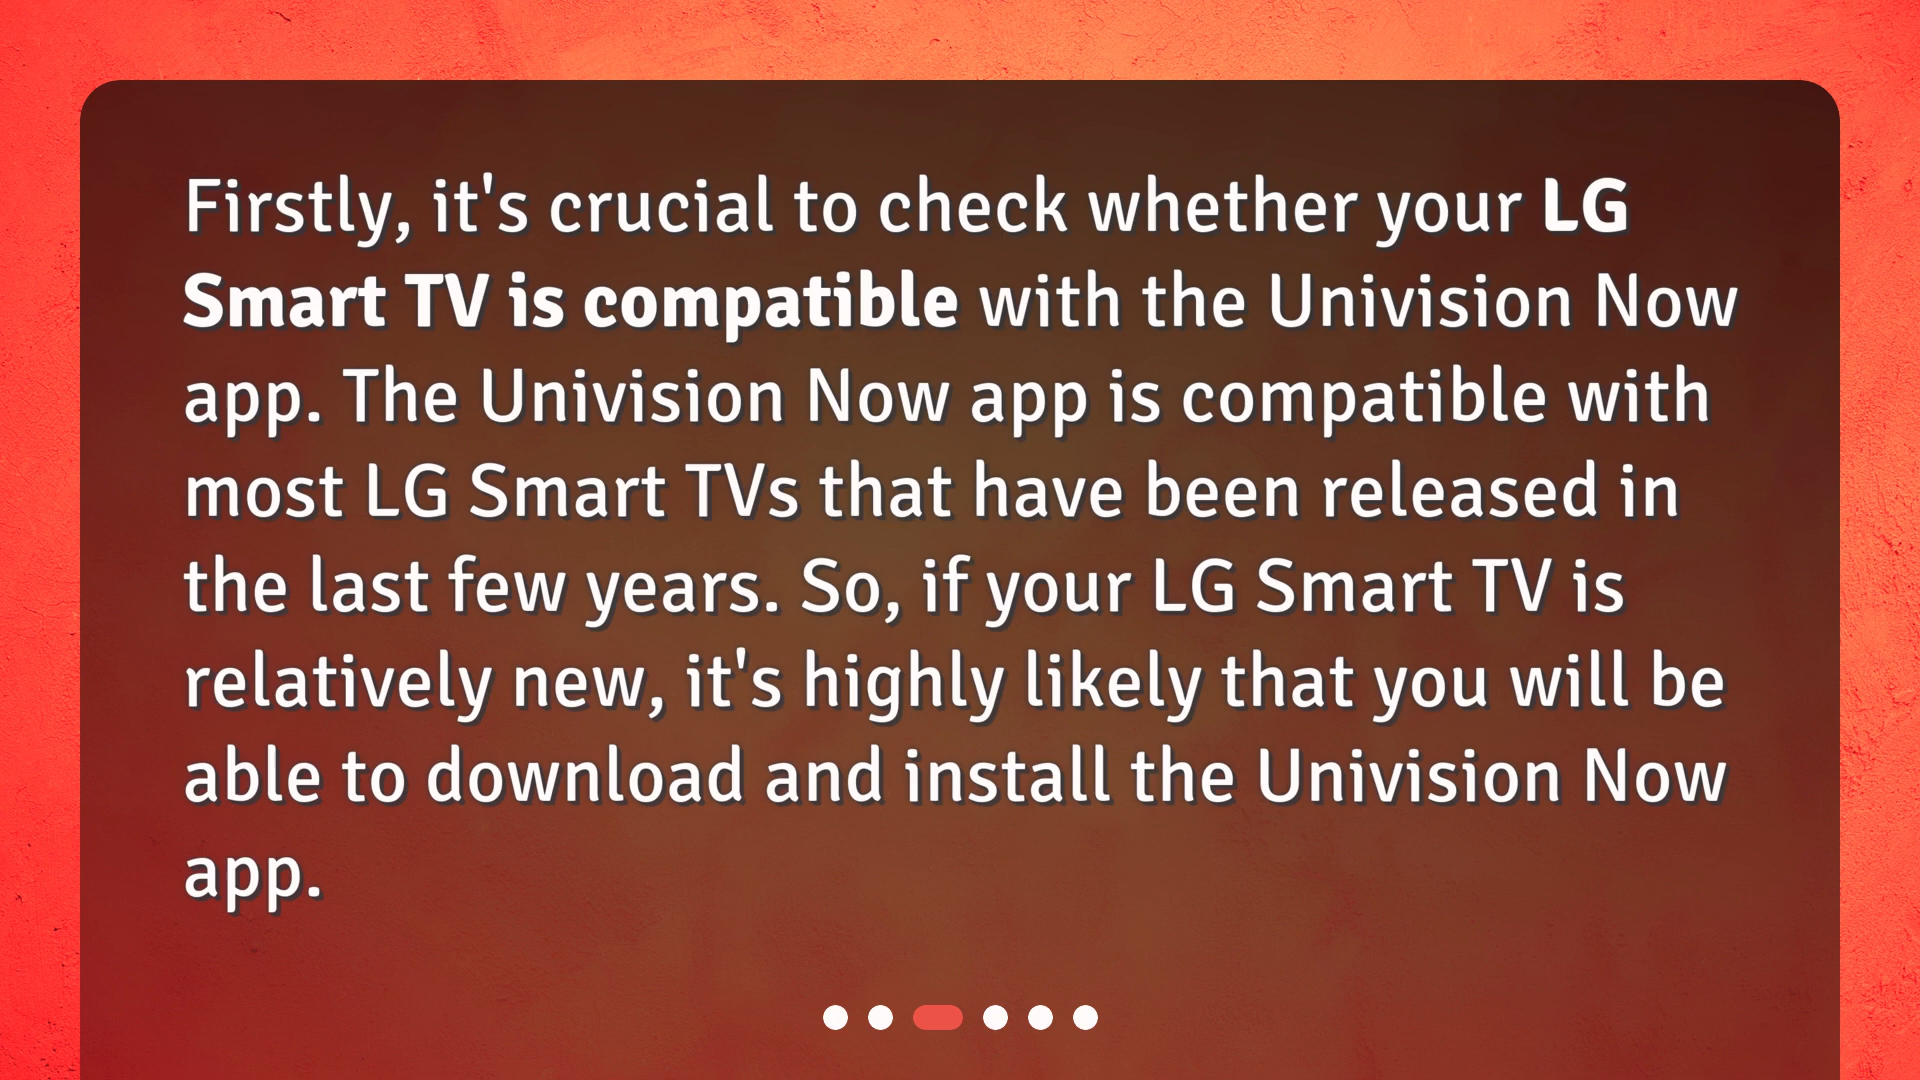 Firstly, it's crucial to check whether your LG
Smart TV is compatible with the Univision Now
app. The Univision Now app is compatible with
most LG Smart TVs that have been released in
the last few years. So, if your LG Smart TV is
relatively new, it's highly likely that you will be
able to download and install the Univision Now
app.